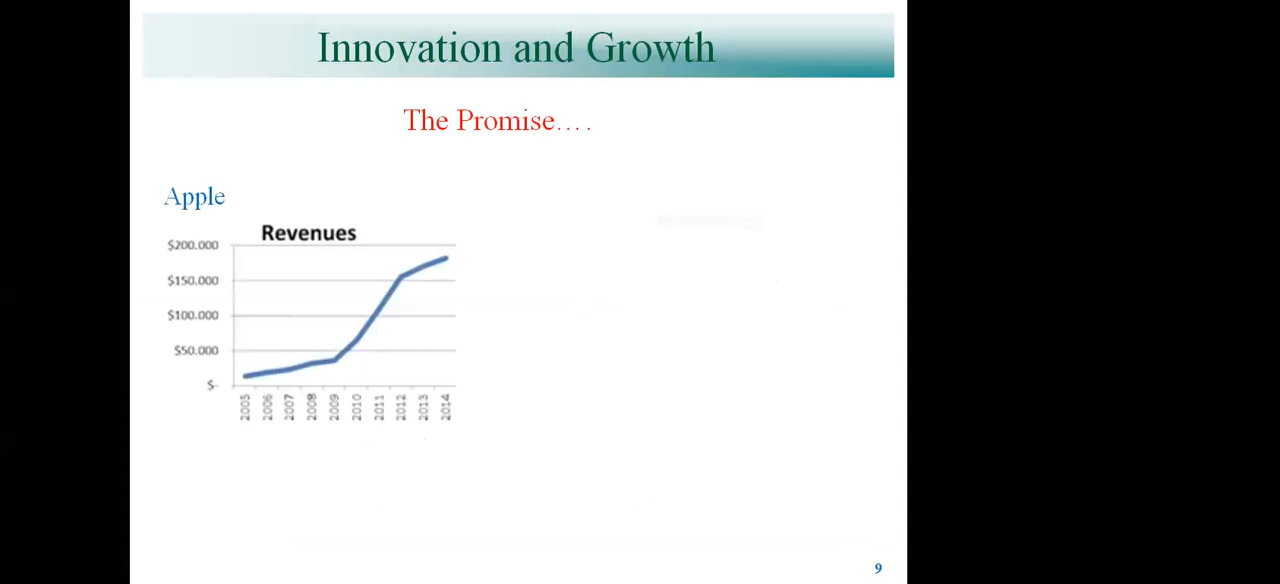 Innovation and Growth
The Promise....
Apple
Revenues
$200.000
$150.000
$100.000
$50.000
$-
2005 2006 2007 2008 2009 2010 2011 2012 2013 2014
9